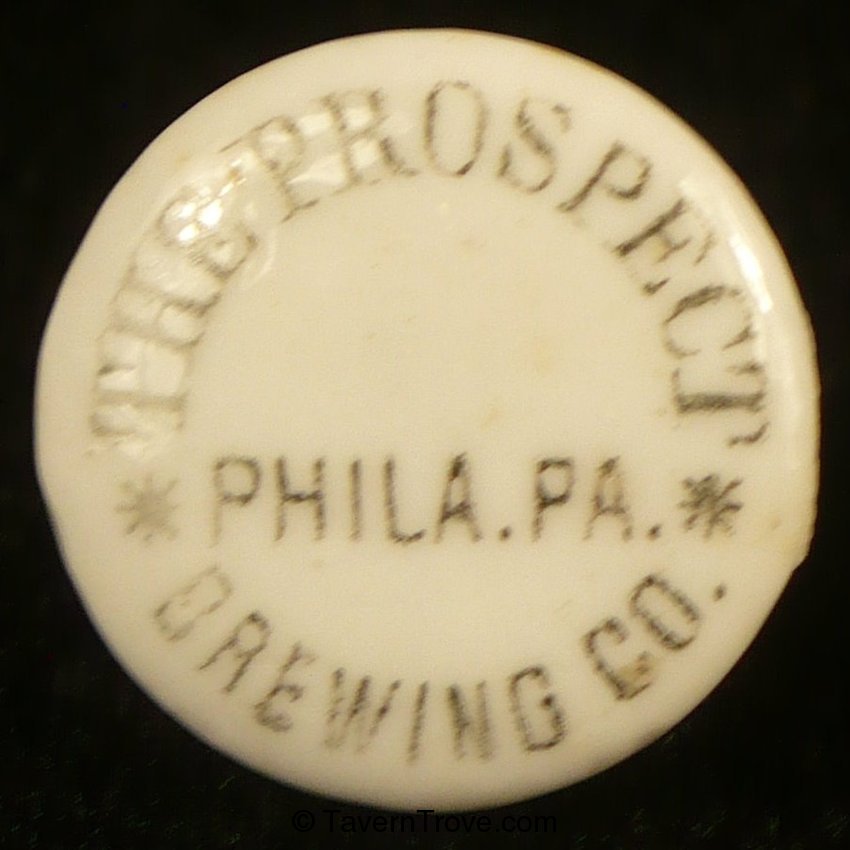 THE PROSPECT
* PHILA. PA. *
BREWING CO.
© TavernTrove.com